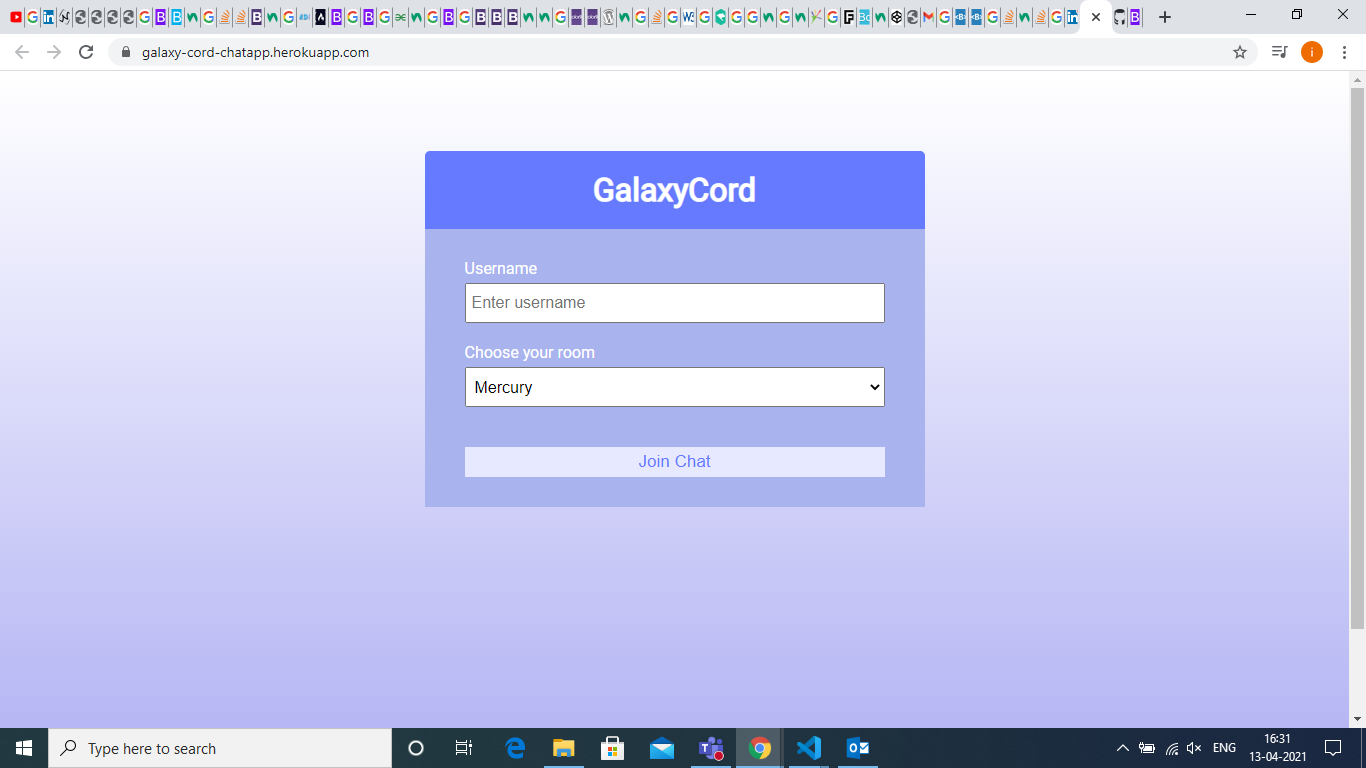 galaxy-cord-chatapp.herokuapp.com
i
GalaxyCord
Username
Enter username
Choose your room
Mercury
Join Chat
Type here to search
ENG
16:31
13-04-2021